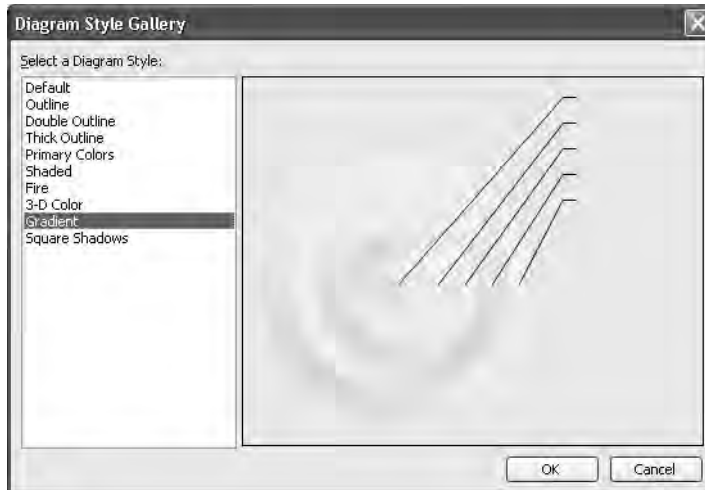 Diagram Style Gallery
Select a Diagram Style:
Default
Outline
Double Outline
Thick Outline
Primary Colors
Shaded
Fire
3-D Color
Gradient
Square Shadows
OK
Cancel